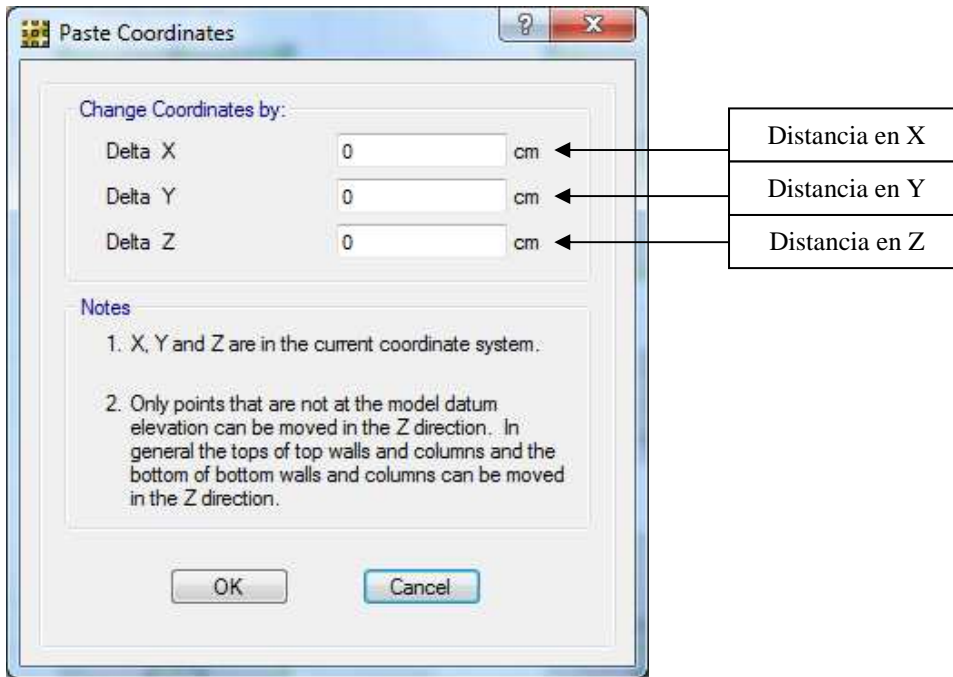 Paste Coordinates
Change Coordinates by:
Delta X 0 cm
Distancia en X
Delta Y 0 cm
Distancia en Y
Delta Z 0 cm
Distancia en Z
Notes
1. X, Y and Z are in the current coordinate system.
2. Only points that are not at the model datum
elevation can be moved in the Z direction. In
general the tops of top walls and columns and the
bottom of bottom walls and columns can be moved
in the Z direction.
OK Cancel